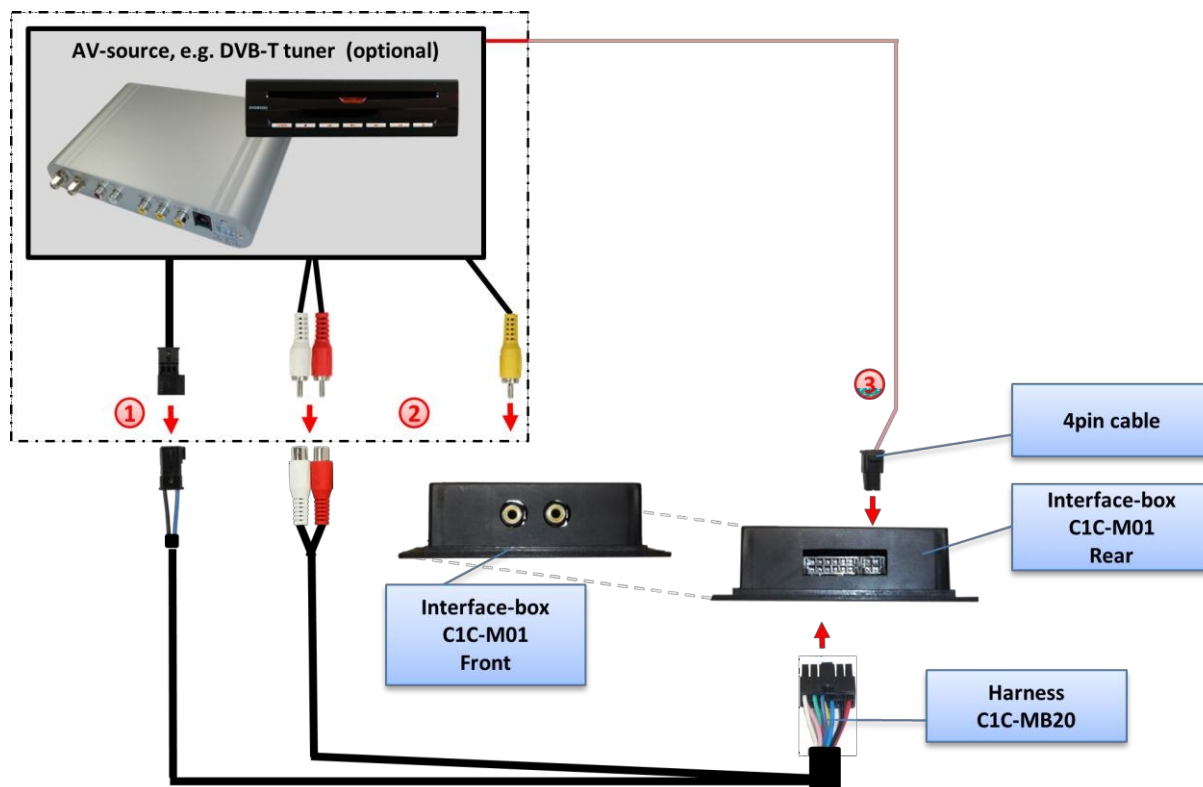 AV-source, e.g. DVB-T tuner (optional)
1
2
3
4pin cable
Interface-box
C1C-M01
Rear
Interface-box
C1C-M01
Front
Harness
C1C-MB20